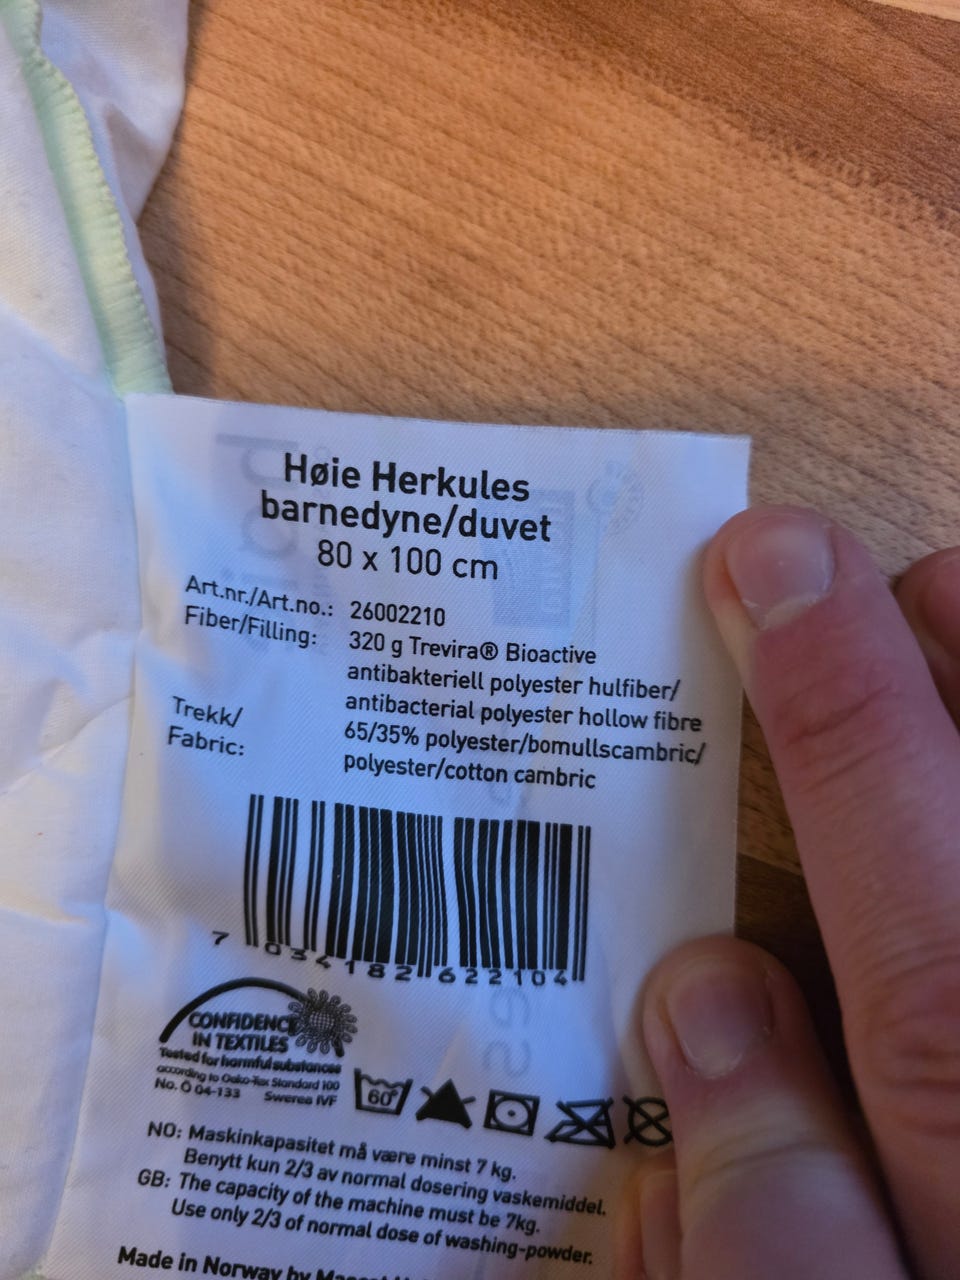 Høie Herkules
barnedyne/duvet
80 x 100 cm
Art.nr./Art.no.: 26002210
Fiber/Filling: 320 g Trevira® Bioactive
antibakteriell polyester hulfiber/
antibacterial polyester hollow fibre
Trekk/ 65/35% polyester/bomullscambric/
Fabric: polyester/cotton cambric
7 034182 622104
CONFIDENCE
IN TEXTILES
Tested for harmful substances
according to Oeko-Tex Standard 100
No. Ö 04-133 Swerea IVF
60°
NO: Maskinkapasitet må være minst 7 kg.
Benytt kun 2/3 av normal dosering vaskemiddel.
GB: The capacity of the machine must be 7kg.
Use only 2/3 of normal dose of washing-powder.
Made in Norway by